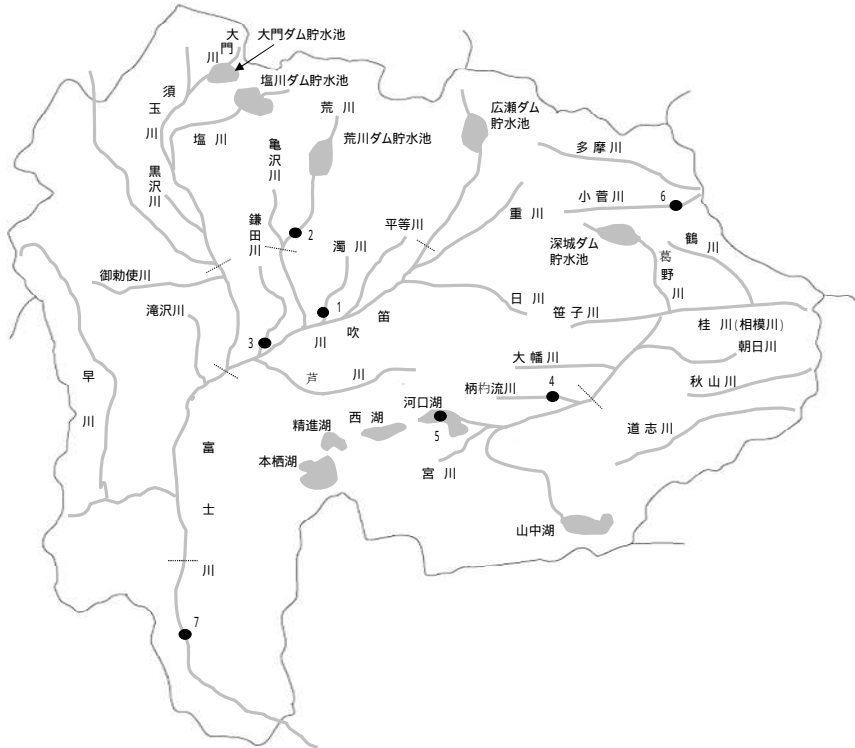 大門川
大門ダム貯水池
須玉川
塩川ダム貯水池
塩川
荒川
広瀬ダム
貯水池
亀沢川
荒川ダム貯水池
多摩川
黒沢川
鎌田川
2
濁川
平等川
重川
小菅川
6
深城ダム
貯水池
鶴川
葛野川
御勅使川
滝沢川
1
日川
笹子川
桂川(相模川)
3
笛吹川
朝日川
早川
芦川
大幡川
柄杓流川
4
秋山川
河口湖
西湖
5
精進湖
道志川
本栖湖
宮川
富士川
山中湖
7